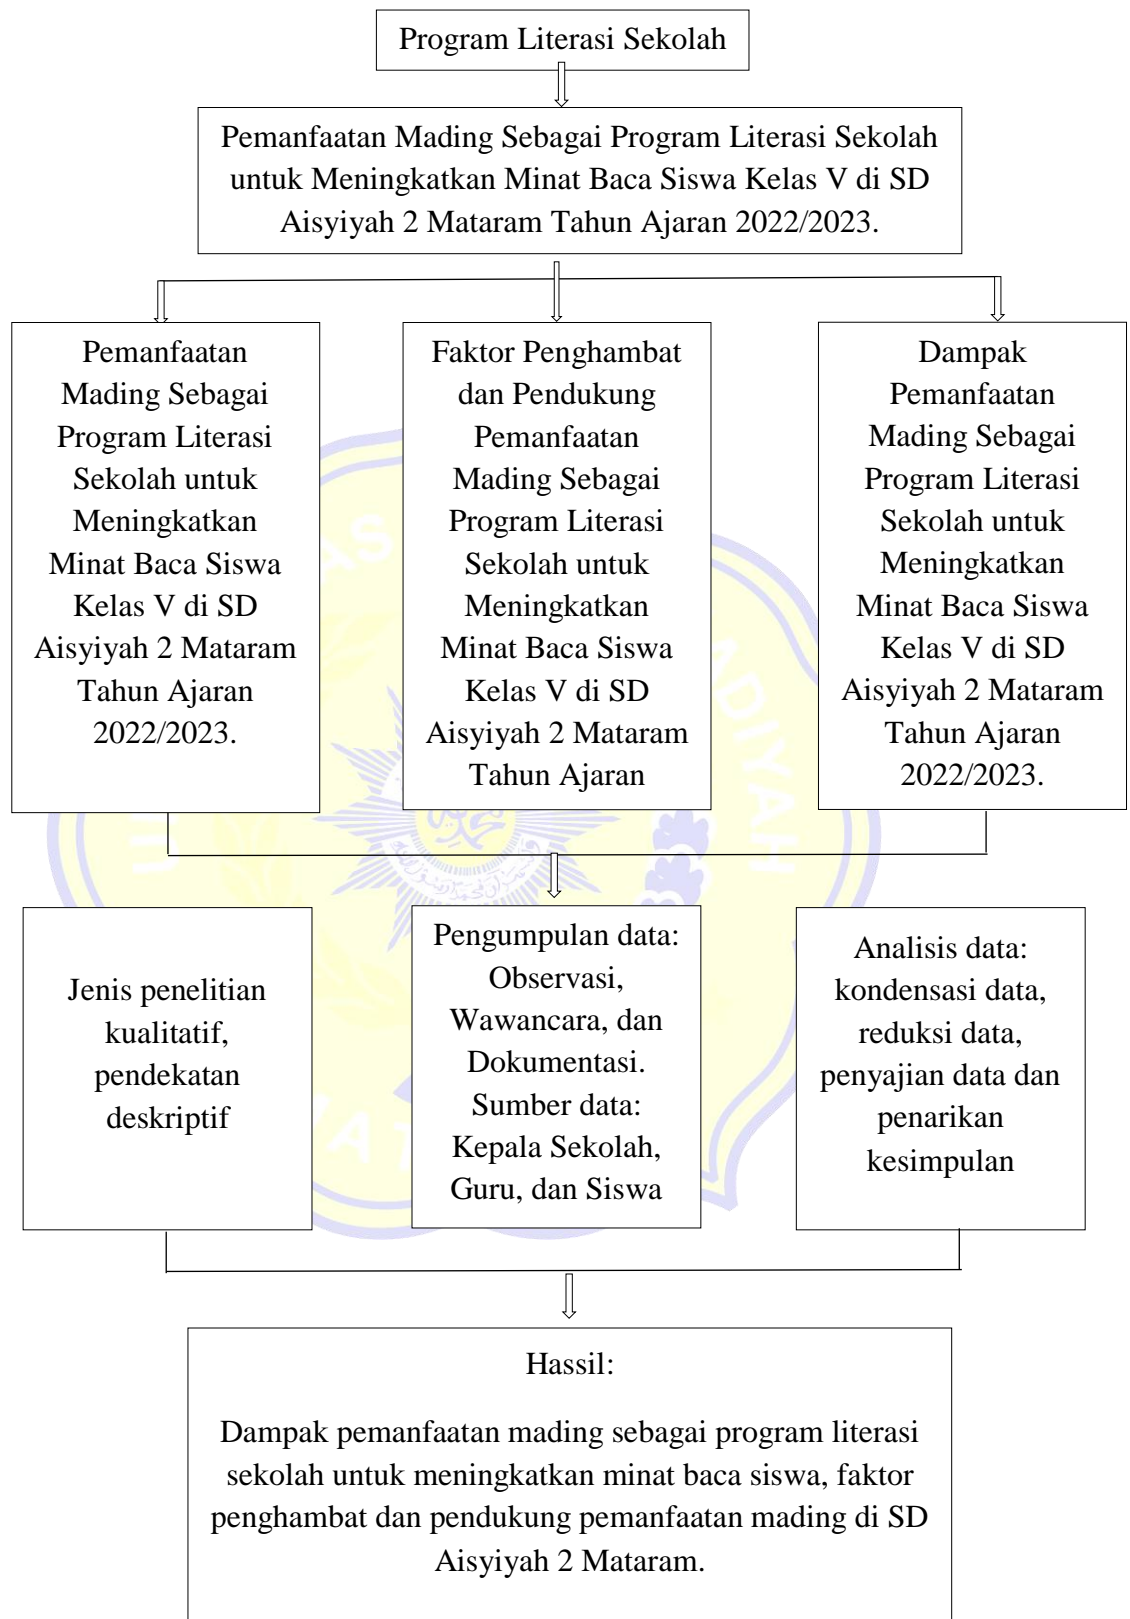 Program Literasi Sekolah
Pemanfaatan Mading Sebagai Program Literasi Sekolah
untuk Meningkatkan Minat Baca Siswa Kelas V di SD
Aisyiyah 2 Mataram Tahun Ajaran 2022/2023.
Pemanfaatan
Mading Sebagai
Program Literasi
Sekolah untuk
Meningkatkan
Minat Baca Siswa
Kelas V di SD
Aisyiyah 2 Mataram
Tahun Ajaran
2022/2023.
Faktor Penghambat
dan Pendukung
Pemanfaatan
Mading Sebagai
Program Literasi
Sekolah untuk
Meningkatkan
Minat Baca Siswa
Kelas V di SD
Aisyiyah 2 Mataram
Tahun Ajaran
Dampak
Pemanfaatan
Mading Sebagai
Program Literasi
Sekolah untuk
Meningkatkan
Minat Baca Siswa
Kelas V di SD
Aisyiyah 2 Mataram
Tahun Ajaran
2022/2023.
Jenis penelitian
kualitatif,
pendekatan
deskriptif
Pengumpulan data:
Observasi,
Wawancara, dan
Dokumentasi.
Sumber data:
Kepala Sekolah,
Guru, dan Siswa
Analisis data:
kondensasi data,
reduksi data,
penyajian data dan
penarikan
kesimpulan
Hassil:
Dampak pemanfaatan mading sebagai program literasi
sekolah untuk meningkatkan minat baca siswa, faktor
penghambat dan pendukung pemanfaatan mading di SD
Aisyiyah 2 Mataram.